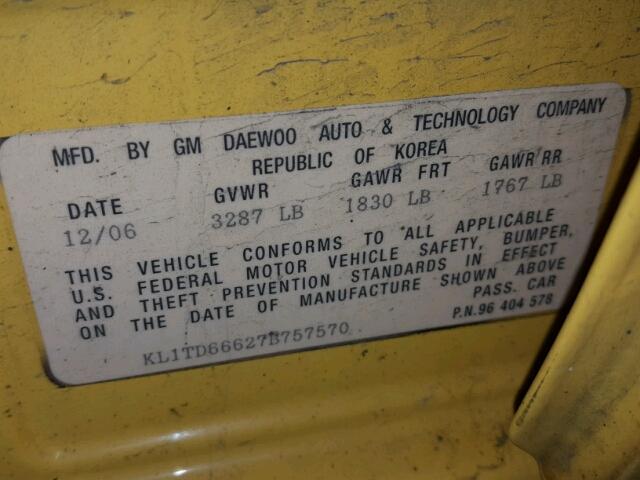 MFD. BY GM DAEWOO AUTO & TECHNOLOGY COMPANY
REPUBLIC OF KOREA
DATE GVWR GAWR FRT GAWR RR
12/06 3287 LB 1830 LB 1767 LB
THIS VEHICLE CONFORMS TO ALL APPLICABLE
U.S. FEDERAL MOTOR VEHICLE SAFETY, BUMPER,
AND THEFT PREVENTION STANDARDS IN EFFECT
ON THE DATE OF MANUFACTURE SHOWN ABOVE
PASS. CAR
KL1TD66627B757570 P.N.96 404 578